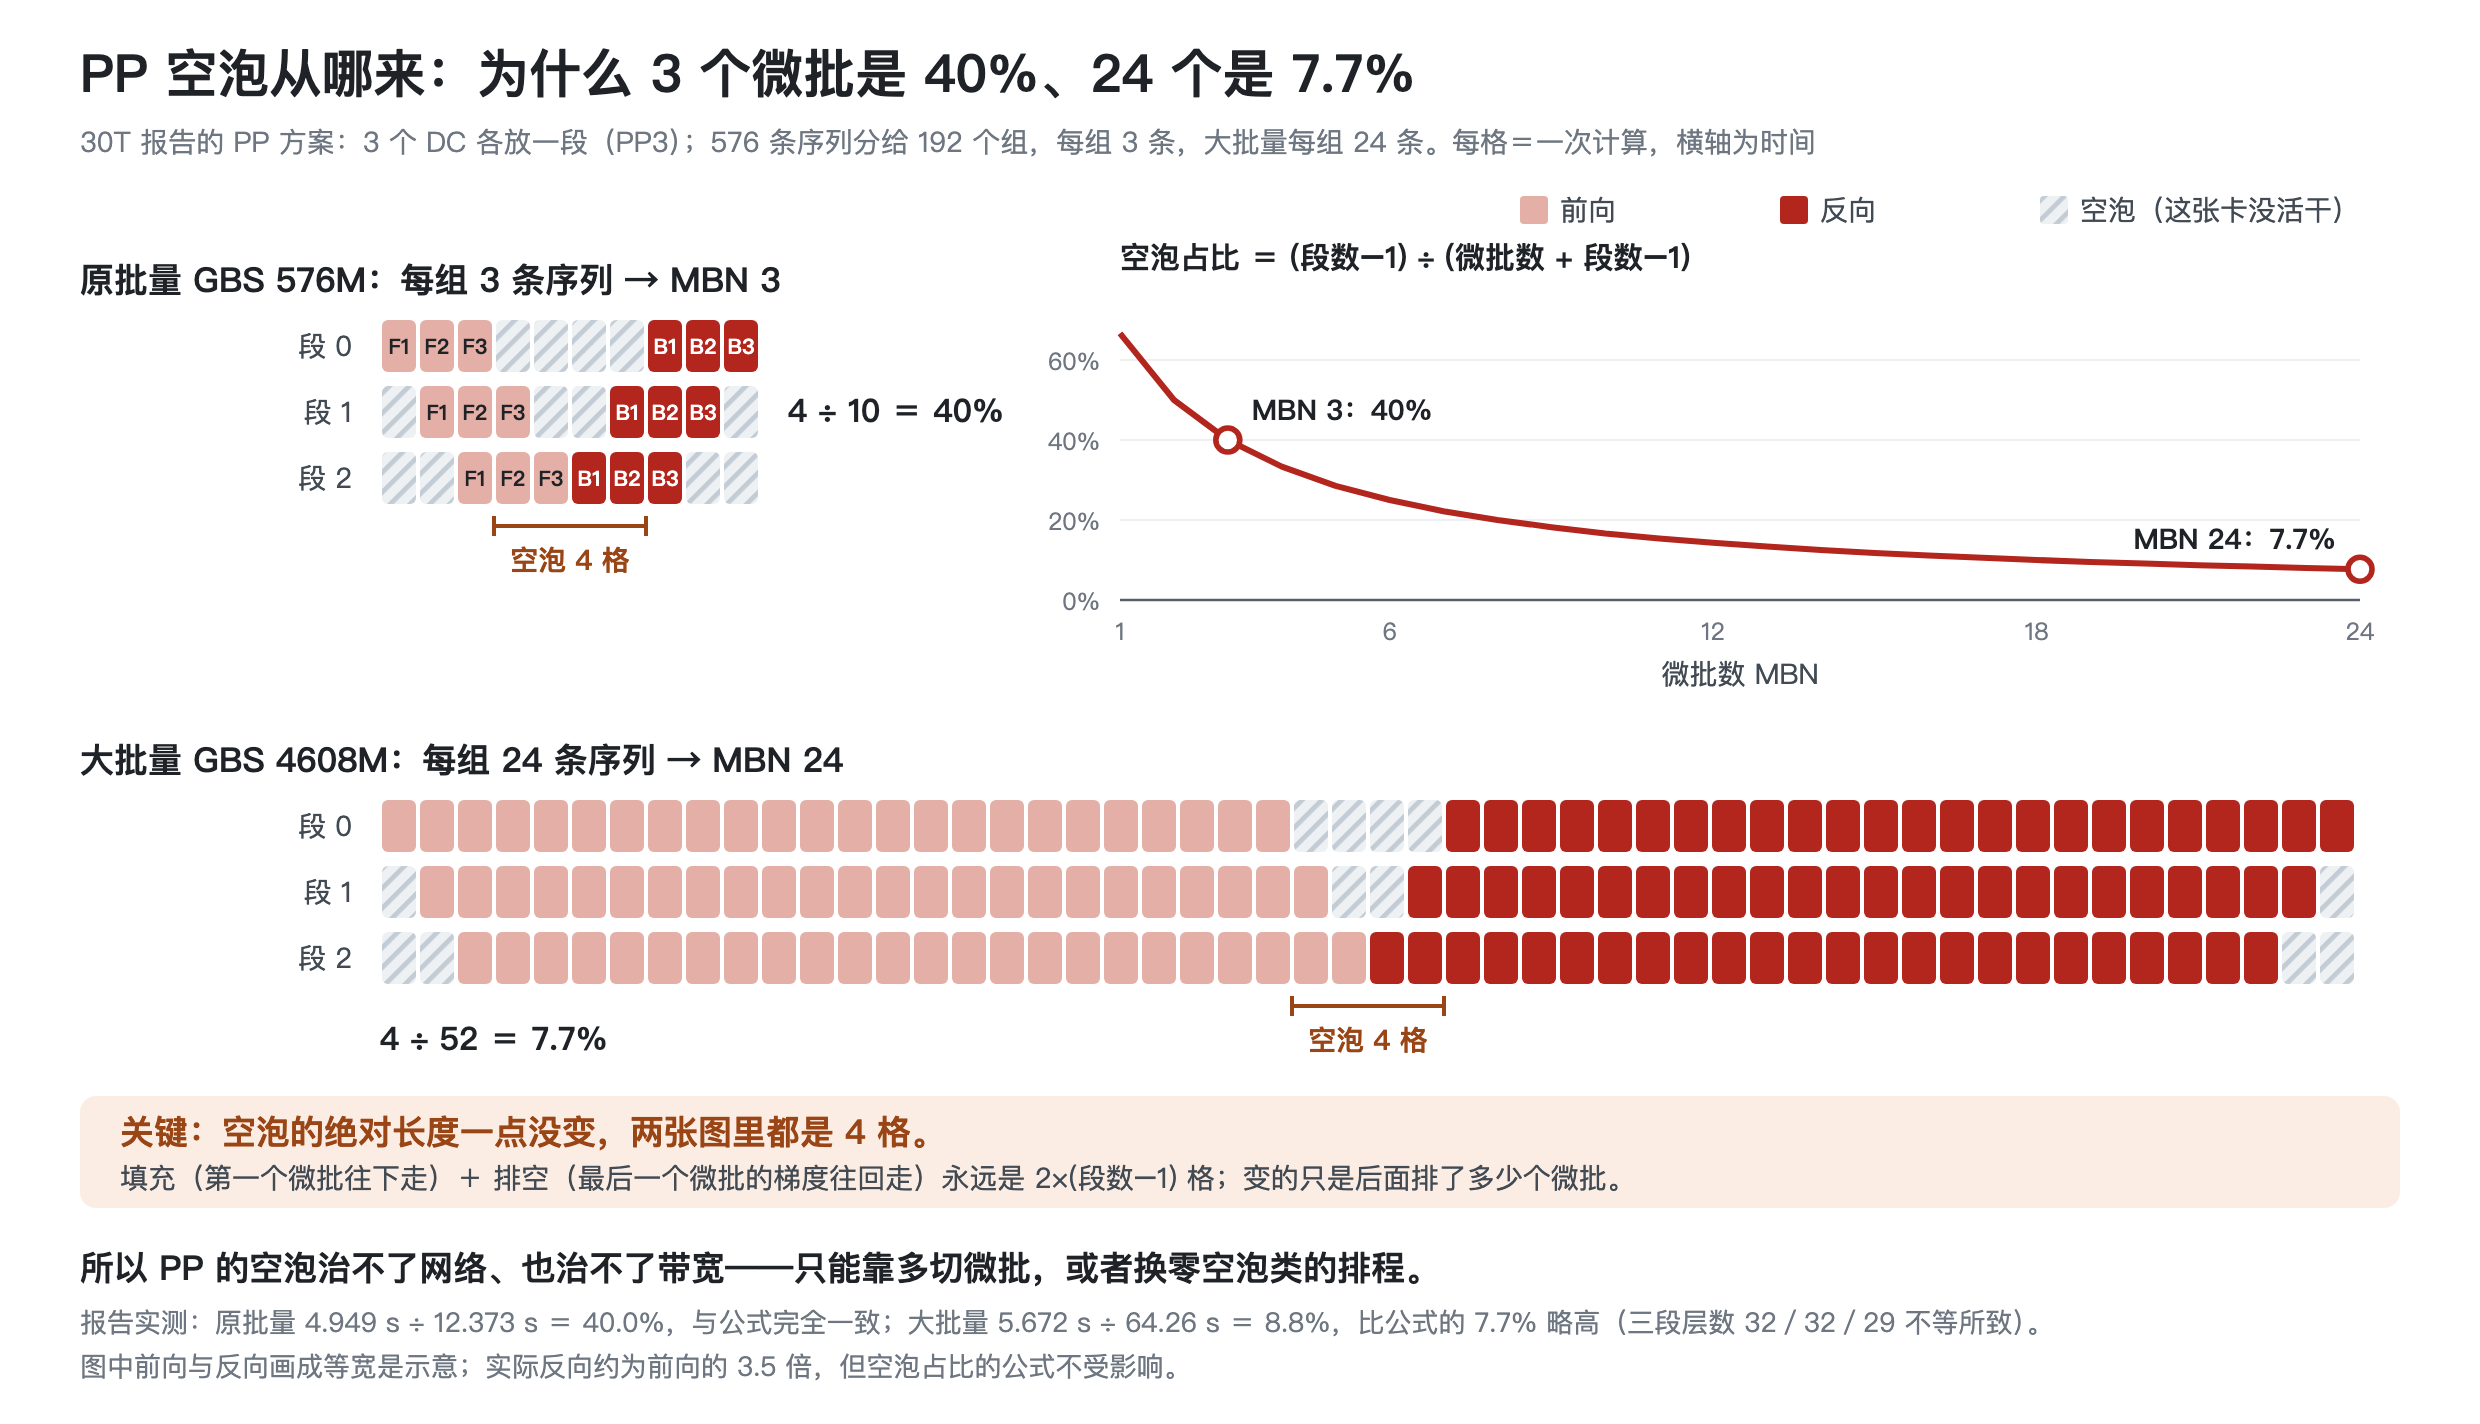 PP 空泡从哪来：为什么 3 个微批是 40%、24 个是 7.7%
30T 报告的 PP 方案：3 个 DC 各放一段（PP3）；576 条序列分给 192 个组，每组 3 条，大批量每组 24 条。每格＝一次计算，横轴为时间
前向
反向
空泡（这张卡没活干）
原批量 GBS 576M：每组 3 条序列 → MBN 3
段 0
F1 F2 F3 B1 B2 B3
段 1
F1 F2 F3 B1 B2 B3
段 2
F1 F2 F3 B1 B2 B3
4 ÷ 10 ＝ 40%
空泡 4 格
空泡占比 ＝ (段数−1) ÷ (微批数 + 段数−1)
60%
40%
20%
0%
MBN 3：40%
MBN 24：7.7%
1 6 12 18 24
微批数 MBN
大批量 GBS 4608M：每组 24 条序列 → MBN 24
段 0
段 1
段 2
4 ÷ 52 ＝ 7.7%
空泡 4 格
关键：空泡的绝对长度一点没变，两张图里都是 4 格。
填充（第一个微批往下走）＋ 排空（最后一个微批的梯度往回走）永远是 2×(段数−1) 格；变的只是后面排了多少个微批。
所以 PP 的空泡治不了网络、也治不了带宽——只能靠多切微批，或者换零空泡类的排程。
报告实测：原批量 4.949 s ÷ 12.373 s ＝ 40.0%，与公式完全一致；大批量 5.672 s ÷ 64.26 s ＝ 8.8%，比公式的 7.7% 略高（三段层数 32 / 32 / 29 不等所致）。
图中前向与反向画成等宽是示意；实际反向约为前向的 3.5 倍，但空泡占比的公式不受影响。